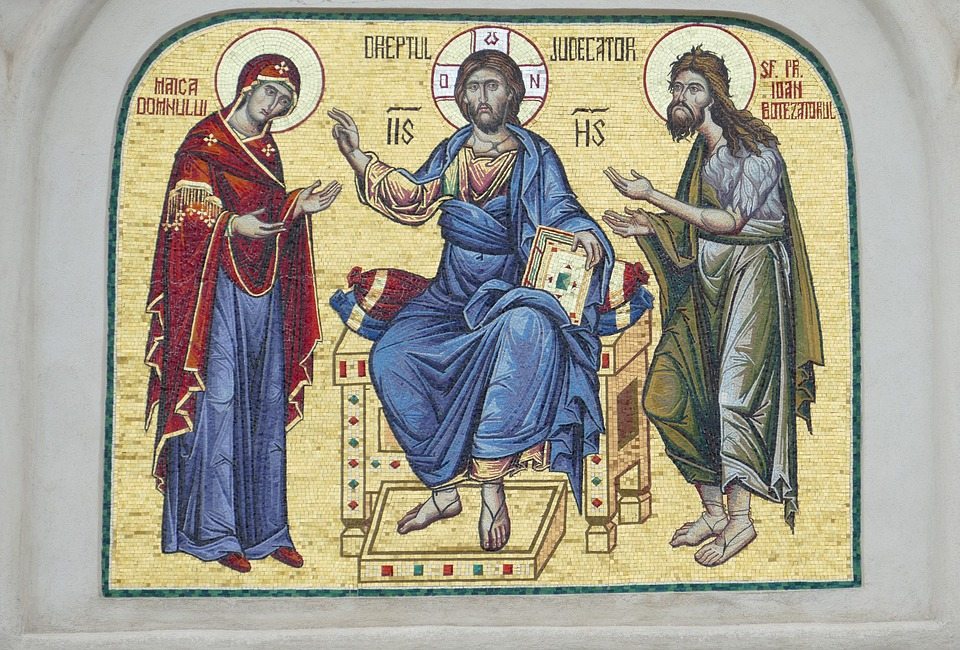 DREPTUL JUDECATOR
MAICA
DOMNULUI
Ω
O N
IIS HS
SF. PR.
IOAN
BOTEZATORUL